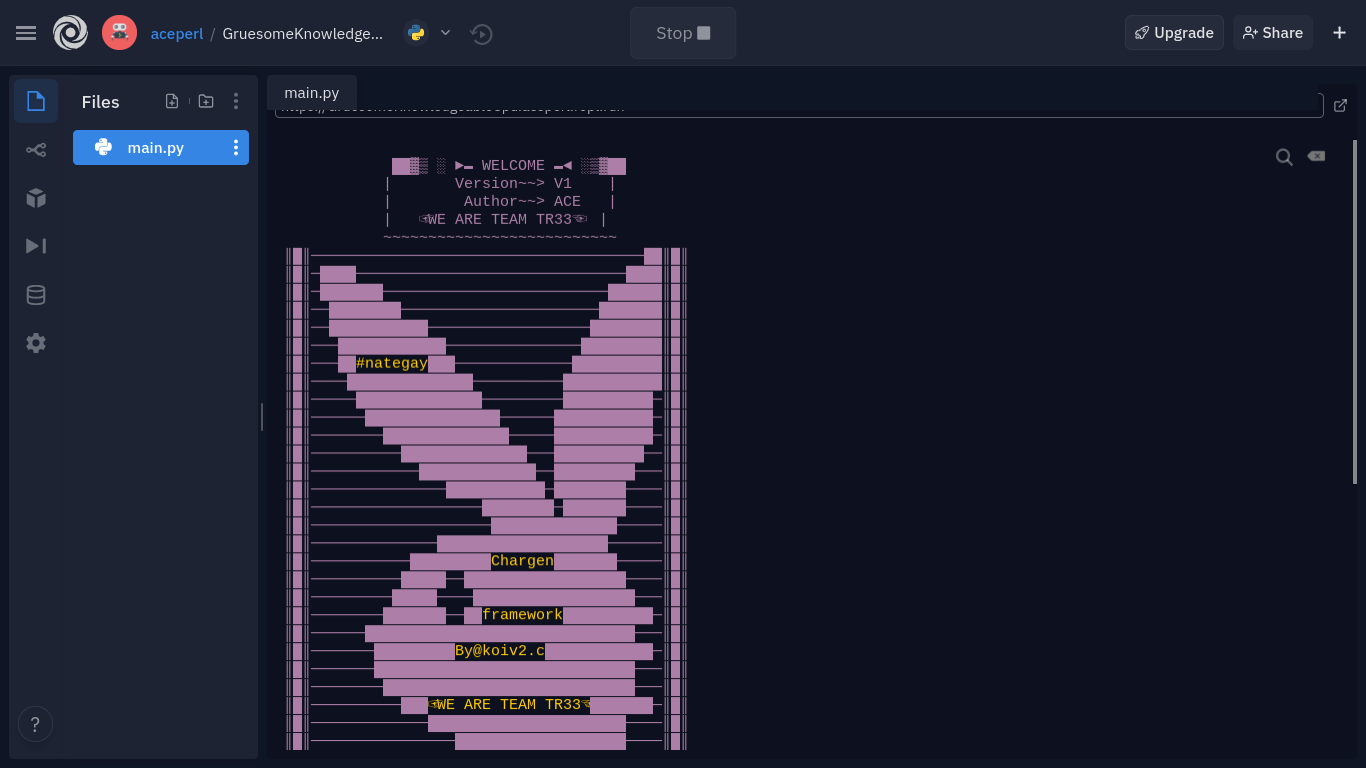 aceperl / GruesomeKnowledge...
Stop
Upgrade
Share
Files
main.py
main.py
WELCOME
Version~~> V1
Author~~> ACE
WE ARE TEAM TR33
#nategay
Chargen
framework
By@koiv2.c
WE ARE TEAM TR33
?